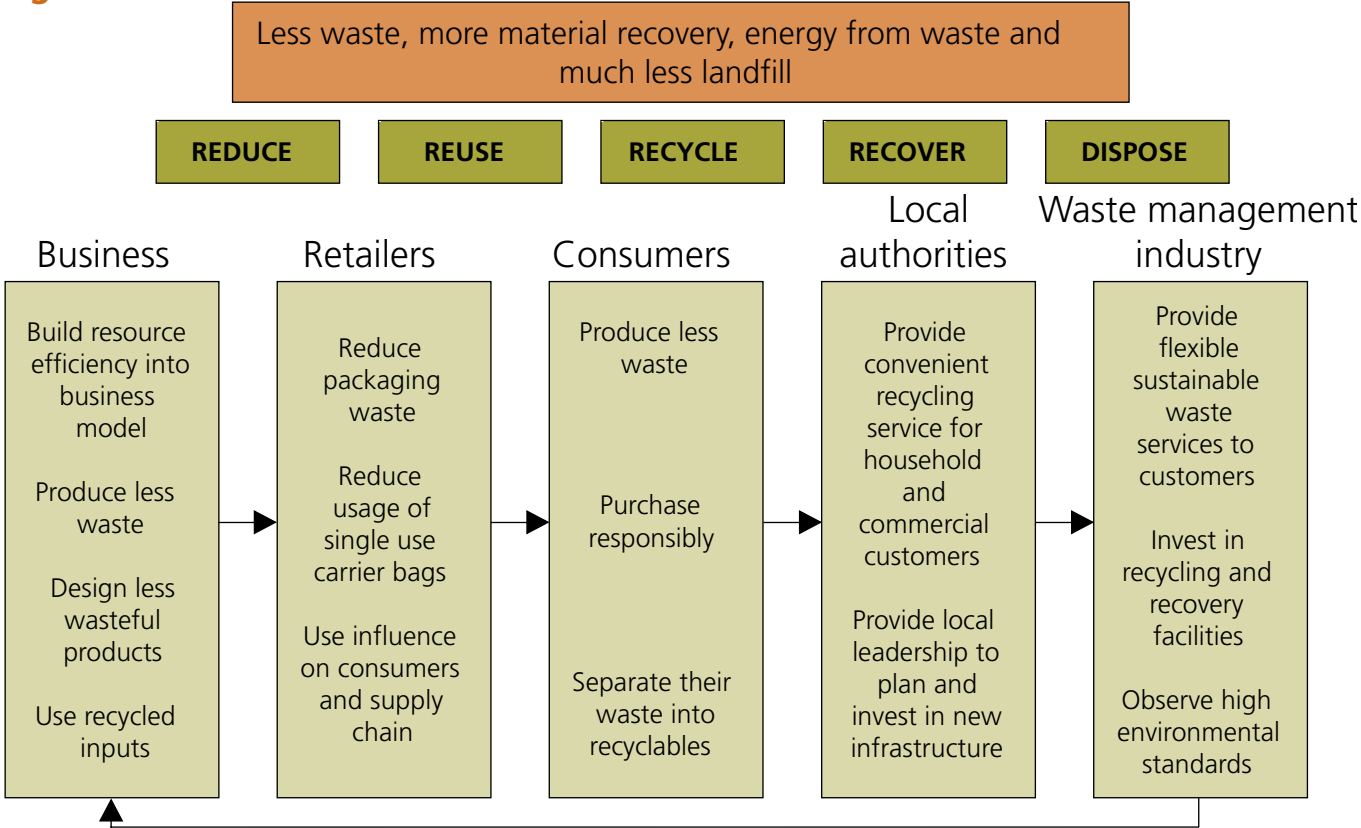 Less waste, more material recovery, energy from waste and
much less landfill
REDUCE
REUSE
RECYCLE
RECOVER
DISPOSE
Business
Build resource
efficiency into
business
model
Produce less
waste
Design less
wasteful
products
Use recycled
inputs
Retailers
Reduce
packaging
waste
Reduce
usage of
single use
carrier bags
Use influence
on consumers
and supply
chain
Consumers
Produce less
waste
Purchase
responsibly
Separate their
waste into
recyclables
Local
authorities
Provide
convenient
recycling
service for
household
and
commercial
customers
Provide local
leadership to
plan and
invest in new
infrastructure
Waste management
industry
Provide
flexible
sustainable
waste
services to
customers
Invest in
recycling and
recovery
facilities
Observe high
environmental
standards